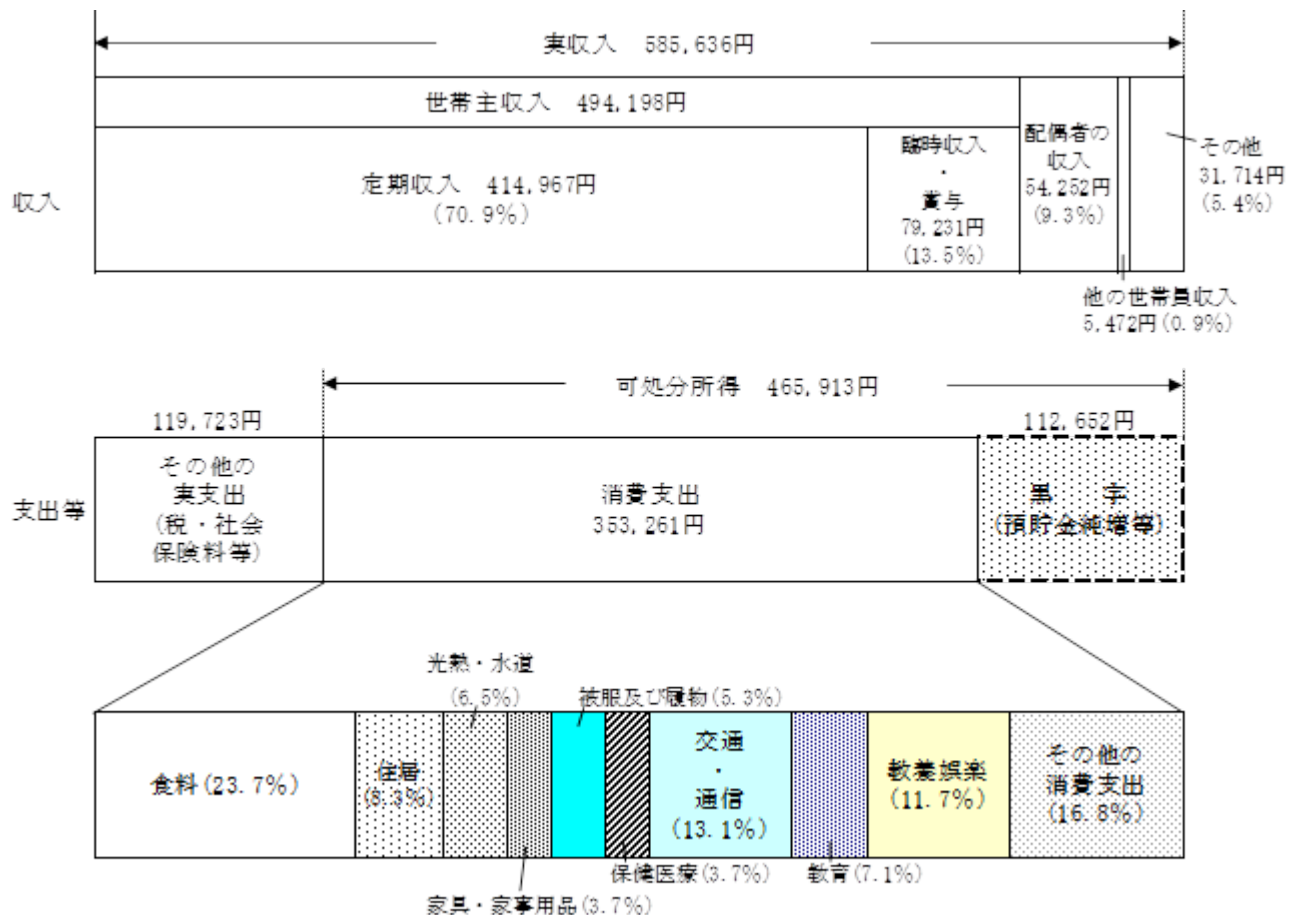 実収入 585,636円
世帯主収入 494,198円
収入
定期収入 414,967円
(70.9%)
臨時収入
・
賞与
79,231円
(13.5%)
配偶者の
収入
54,252円
(9.3%)
その他
31,714円
(5.4%)
他の世帯員収入
5,472円(0.9%)
可処分所得 465,913円
119,723円
112,652円
支出等
その他の
実支出
(税・社会
保険料等)
消費支出
353,261円
黒 字
(預貯金純増等)
光熱・水道
(6.5%)
被服及び履物(5.3%)
食料(23.7%)
住居
(8.3%)
交通
・
通信
(13.1%)
教養娯楽
(11.7%)
その他の
消費支出
(16.8%)
保健医療(3.7%)
教育(7.1%)
家具・家事用品(3.7%)